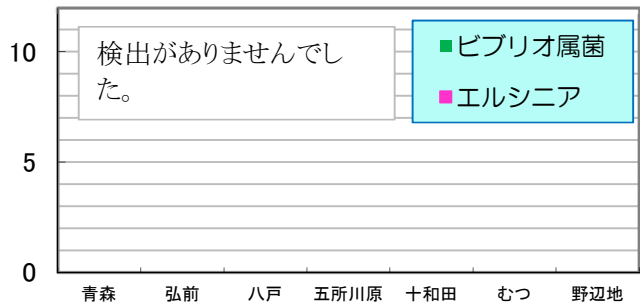 10
5
0
検出がありませんでし
た。
■ビブリオ属菌
■エルシニア
青森 弘前 八戸 五所川原 十和田 むつ 野辺地